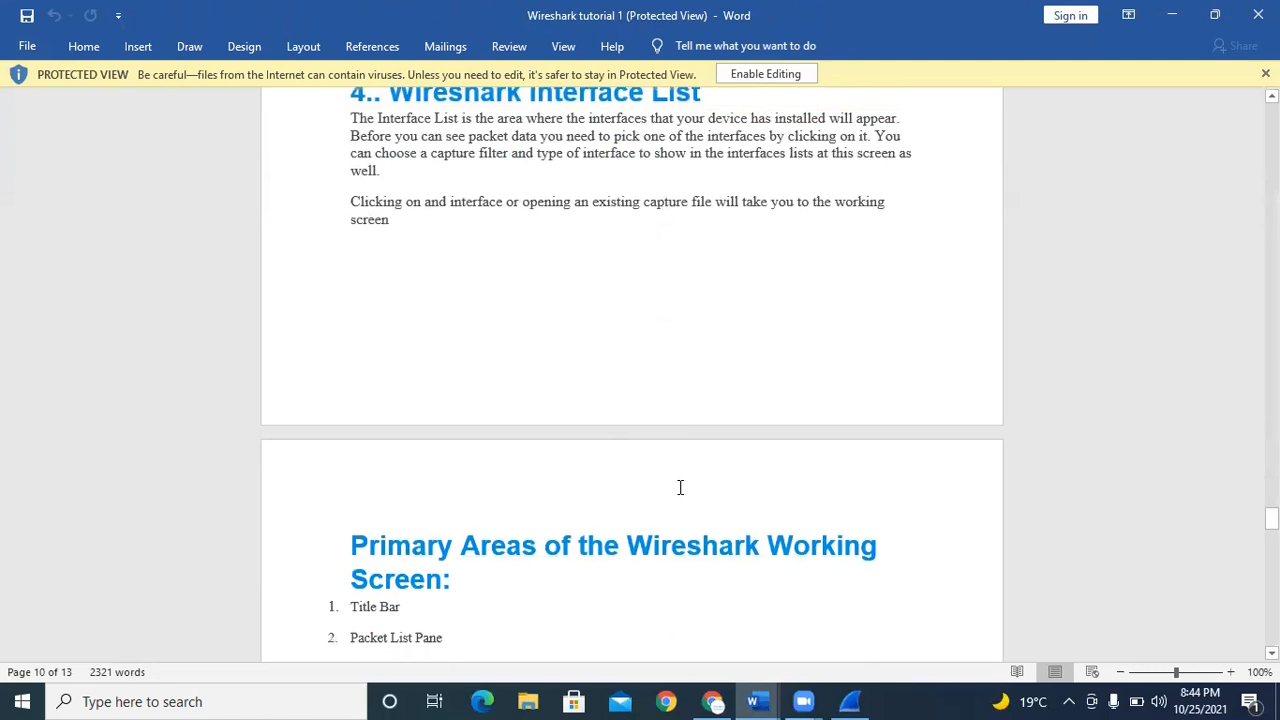 Wireshark tutorial 1 (Protected View) - Word
Sign in
File Home Insert Draw Design Layout References Mailings Review View Help Tell me what you want to do Share
PROTECTED VIEW Be careful—files from the Internet can contain viruses. Unless you need to edit, it's safer to stay in Protected View. Enable Editing
4.. Wireshark Interface List
The Interface List is the area where the interfaces that your device has installed will appear.
Before you can see packet data you need to pick one of the interfaces by clicking on it. You
can choose a capture filter and type of interface to show in the interfaces lists at this screen as
well.
Clicking on and interface or opening an existing capture file will take you to the working
screen
Primary Areas of the Wireshark Working
Screen:
1. Title Bar
2. Packet List Pane
Page 10 of 13 2321 words 100%
Type here to search 19°C 8:44 PM
10/25/2021
1